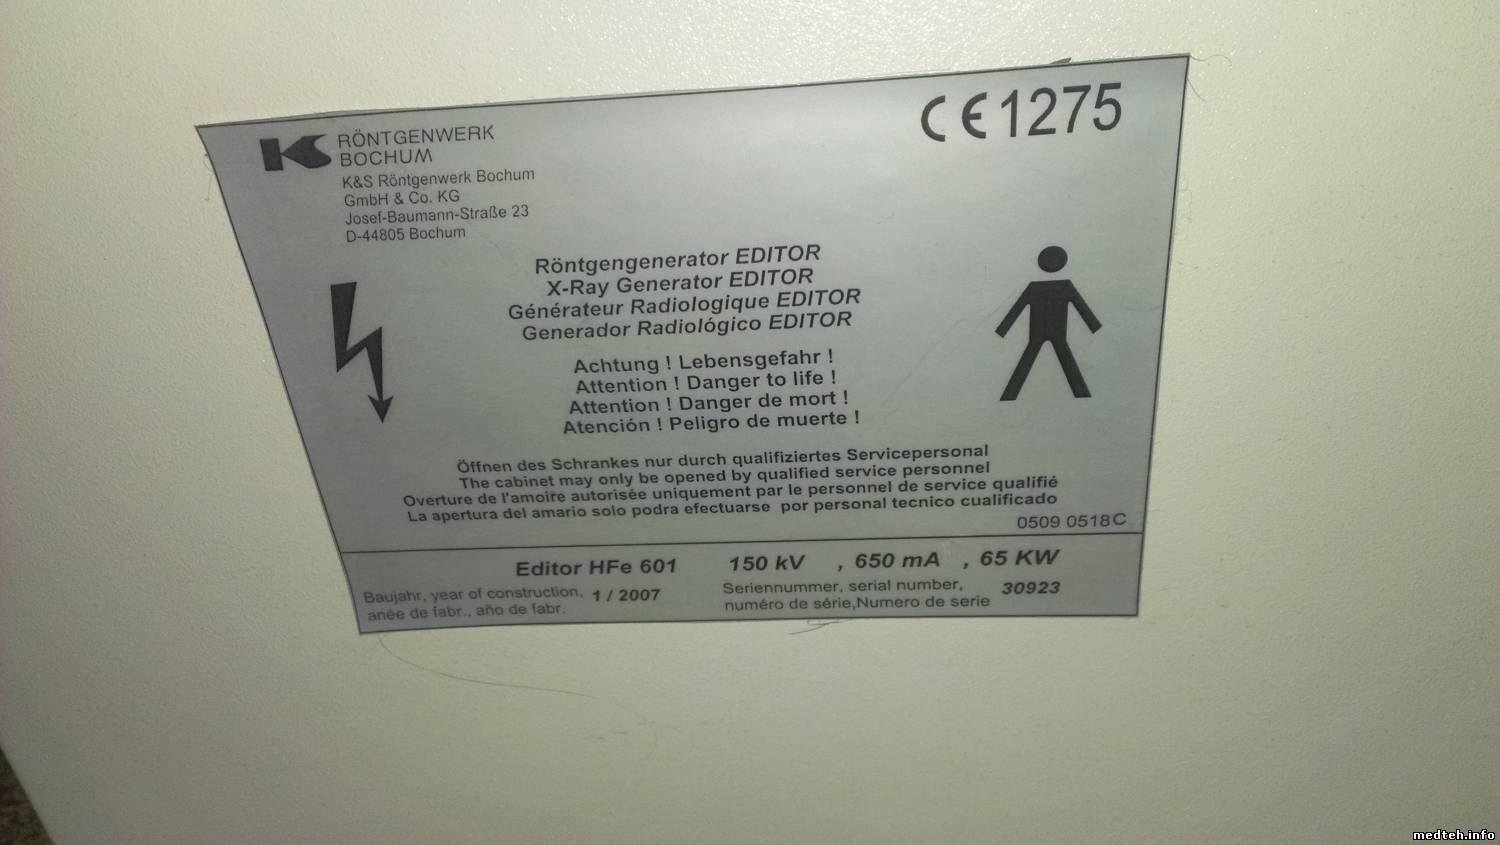 RÖNTGENWERK
BOCHUM
K&S Röntgenwerk Bochum
GmbH & Co. KG
Josef-Baumann-Straße 23
D-44805 Bochum
CE 1275
Röntgengenerator EDITOR
X-Ray Generator EDITOR
Générateur Radiologique EDITOR
Generador Radiológico EDITOR
Achtung ! Lebensgefahr !
Attention ! Danger to life !
Attention ! Danger de mort !
Atención ! Peligro de muerte !
Öffnen des Schrankes nur durch qualifiziertes Servicepersonal
The cabinet may only be opened by qualified service personnel
Overture de l'amoire autorisée uniquement par le personnel de service qualifié
La apertura del amario solo podra efectuarse por personal tecnico cualificado
0509 0518C
Editor HFe 601 150 kV , 650 mA , 65 KW
Baujahr, year of construction, 1 / 2007
anée de fabr., año de fabr.
Seriennummer, serial number, 30923
numéro de série,Numero de serie
medteh.info